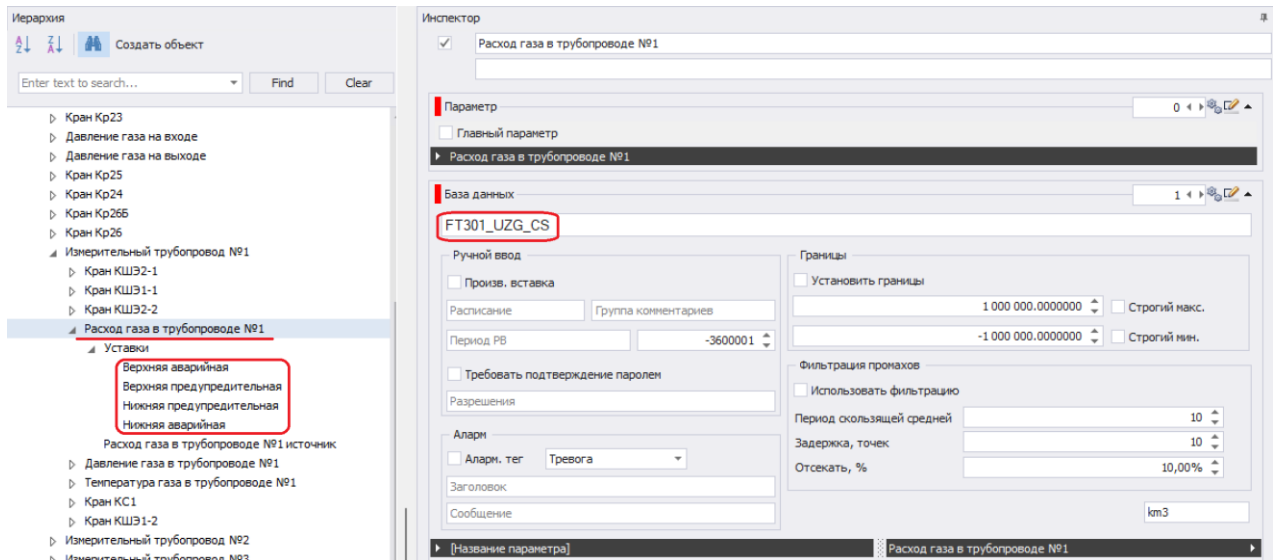 Иерархия
Создать объект
Enter text to search...
Find
Clear
Кран Кр23
Давление газа на входе
Давление газа на выходе
Кран Кр25
Кран Кр24
Кран Кр26Б
Кран Кр26
Измерительный трубопровод №1
Кран КШЭ2-1
Кран КШЭ1-1
Кран КШЭ2-2
Расход газа в трубопроводе №1
Уставки
Верхняя аварийная
Верхняя предупредительная
Нижняя предупредительная
Нижняя аварийная
Расход газа в трубопроводе №1 источник
Давление газа в трубопроводе №1
Температура газа в трубопроводе №1
Кран КС1
Кран КШЭ1-2
Измерительный трубопровод №2
Измерительный трубопровод №3
Инспектор
Расход газа в трубопроводе №1
Параметр
0
Главный параметр
Расход газа в трубопроводе №1
База данных
1
FT301_UZG_CS
Ручной ввод
Произв. вставка
Расписание
Группа комментариев
Период РВ
-3600001
Требовать подтверждение паролем
Разрешения
Аларм
Аларм. тег
Тревога
Заголовок
Сообщение
Границы
Установить границы
1 000 000.0000000
Строгий макс.
-1 000 000.0000000
Строгий мин.
Фильтрация промахов
Использовать фильтрацию
Период скользящей средней
10
Задержка, точек
10
Отсекать, %
10,00%
km3
[Название параметра]
Расход газа в трубопроводе №1